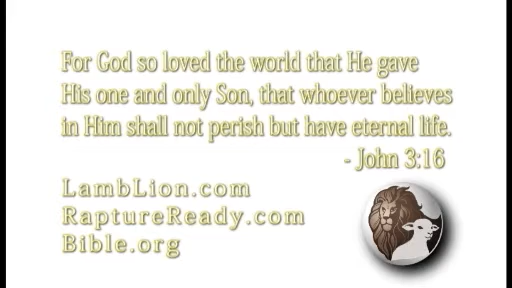 For God so loved the world that He gave
His one and only Son, that whoever believes
in Him shall not perish but have eternal life.
- John 3:16
LambLion.com
RaptureReady.com
Bible.org